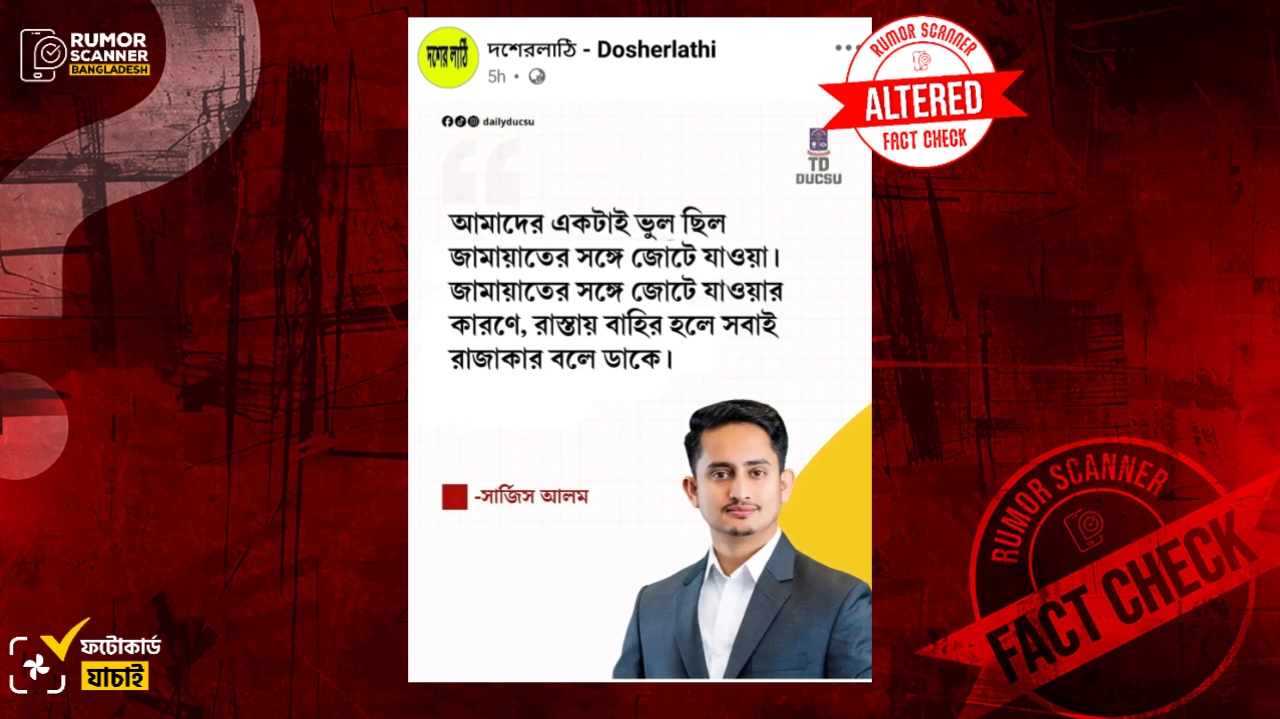 RUMOR
SCANNER
BANGLADESH
দশের লাঠি
দশেরলাঠি - Dosherlathi
5h
RUMOR SCANNER
ALTERED
FACT CHECK
dailyducsu
TD
DUCSU
আমাদের একটাই ভুল ছিল
জামায়াতের সঙ্গে জোটে যাওয়া।
জামায়াতের সঙ্গে জোটে যাওয়ার
কারণে, রাস্তায় বাহির হলে সবাই
রাজাকার বলে ডাকে।
-সার্জিস আলম
RUMOR SCANNER
FACT CHECK
ফটোকার্ড
যাচাই